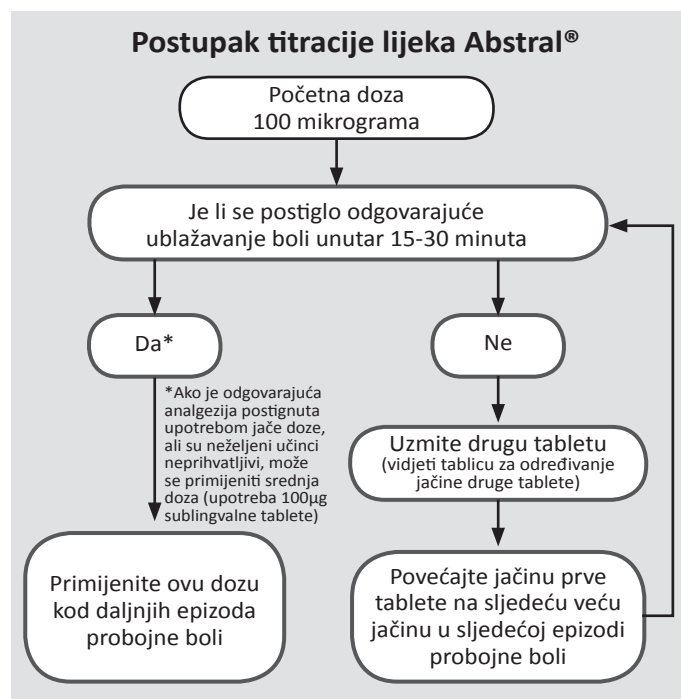 Postupak titracije lijeka Abstral®
Početna doza
100 mikrograma
Je li se postiglo odgovarajuće
ublažavanje boli unutar 15-30 minuta
Da*
Ne
*Ako je odgovarajuća
analgezija postignuta
upotrebom jače doze,
ali su neželjeni učinci
neprihvatljivi, može
se primijeniti srednja
doza (upotreba 100µg
sublingvalne tablete)
Uzmite drugu tabletu
(vidjeti tablicu za određivanje
jačine druge tablete)
Primijenite ovu dozu
kod daljnjih epizoda
probojne boli
Povećajte jačinu prve
tablete na sljedeću veću
jačinu u sljedećoj epizodi
probojne boli